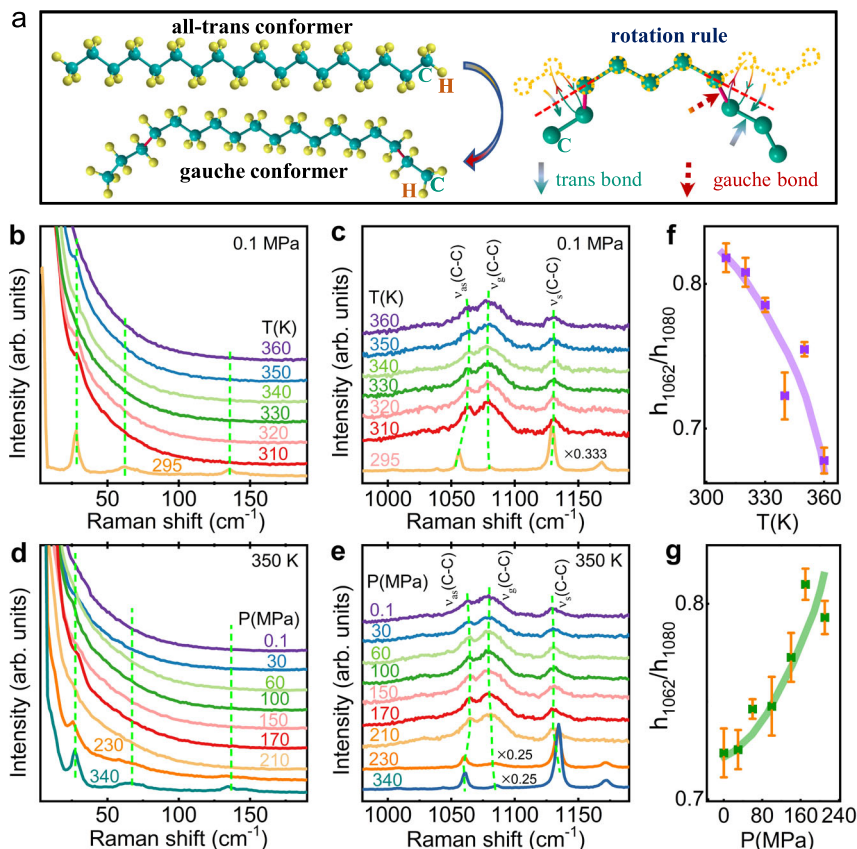 a
all-trans conformer
C
H
gauche conformer
H
C
rotation rule
C
trans bond
gauche bond
b
0.1 MPa
T(K)
360
350
340
330
320
310
295
Intensity (arb. units)
50 100 150
Raman shift (cm-1)
c
νas(C-C)
νg(C-C)
νs(C-C)
0.1 MPa
360
350
340
330
320
310
295
×0.333
Intensity (arb. units)
1000 1050 1100 1150
Raman shift (cm-1)
f
h1062/h1080
0.8
0.7
300 330 360
T(K)
d
350 K
P(MPa)
0.1
30
60
100
150
170
210
230
340
Intensity (arb. units)
50 100 150
Raman shift (cm-1)
e
νas(C-C)
νg(C-C)
νs(C-C)
350 K
P(MPa)
0.1
30
60
100
150
170
210
230
×0.25
340
×0.25
Intensity (arb. units)
1000 1050 1100 1150
Raman shift (cm-1)
g
h1062/h1080
0.8
0.7
0 80 160 240
P(MPa)